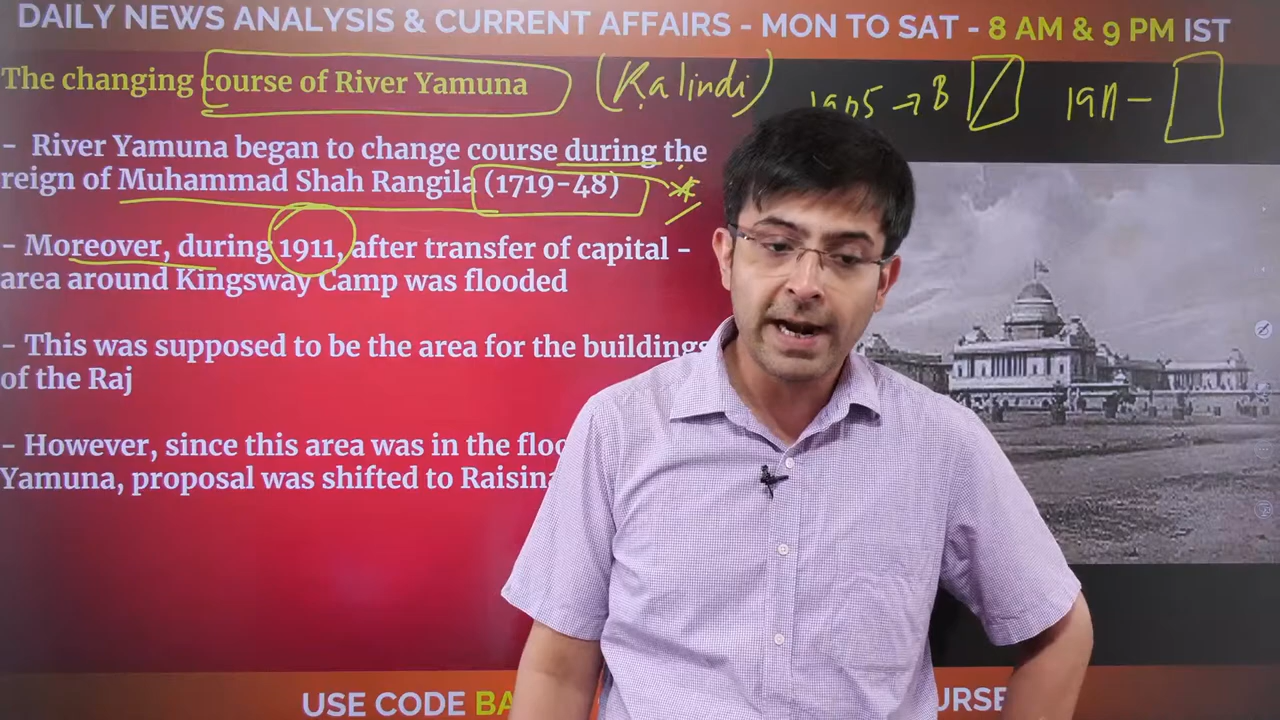 DAILY NEWS ANALYSIS & CURRENT AFFAIRS - MON TO SAT - 8 AM & 9 PM IST
The changing course of River Yamuna (Kalindi)
1905 → B
1911 –
- River Yamuna began to change course during the
reign of Muhammad Shah Rangila (1719-48)
- Moreover, during 1911, after transfer of capital -
area around Kingsway Camp was flooded
- This was supposed to be the area for the buildings
of the Raj
- However, since this area was in the
Yamuna, proposal was shifted to Raisina
USE CODE